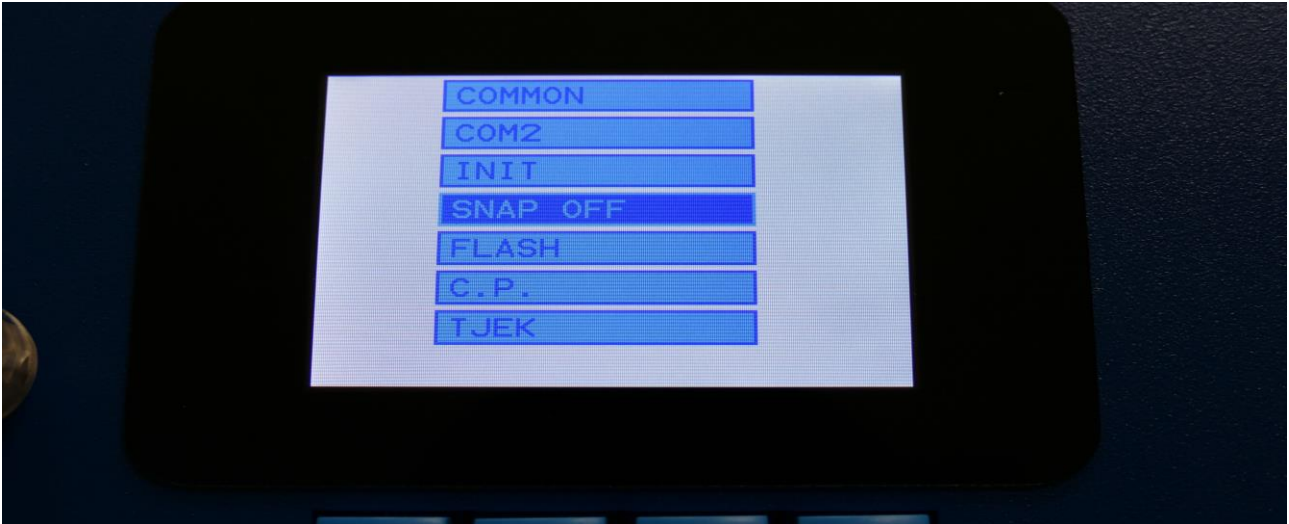 COMMON
COM2
INIT
SNAP OFF
FLASH
C.P.
TJEK